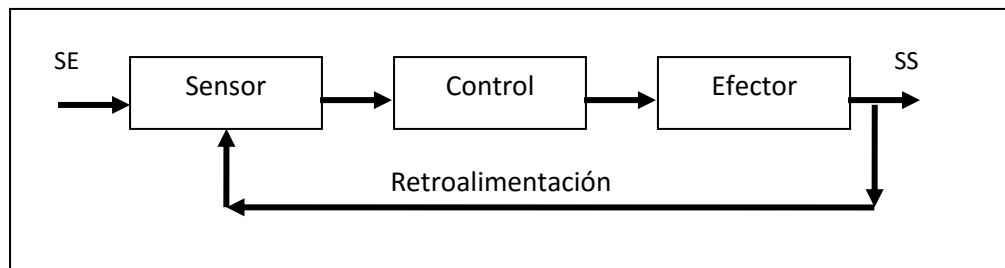 SE
Sensor
Control
Efector
SS
Retroalimentación